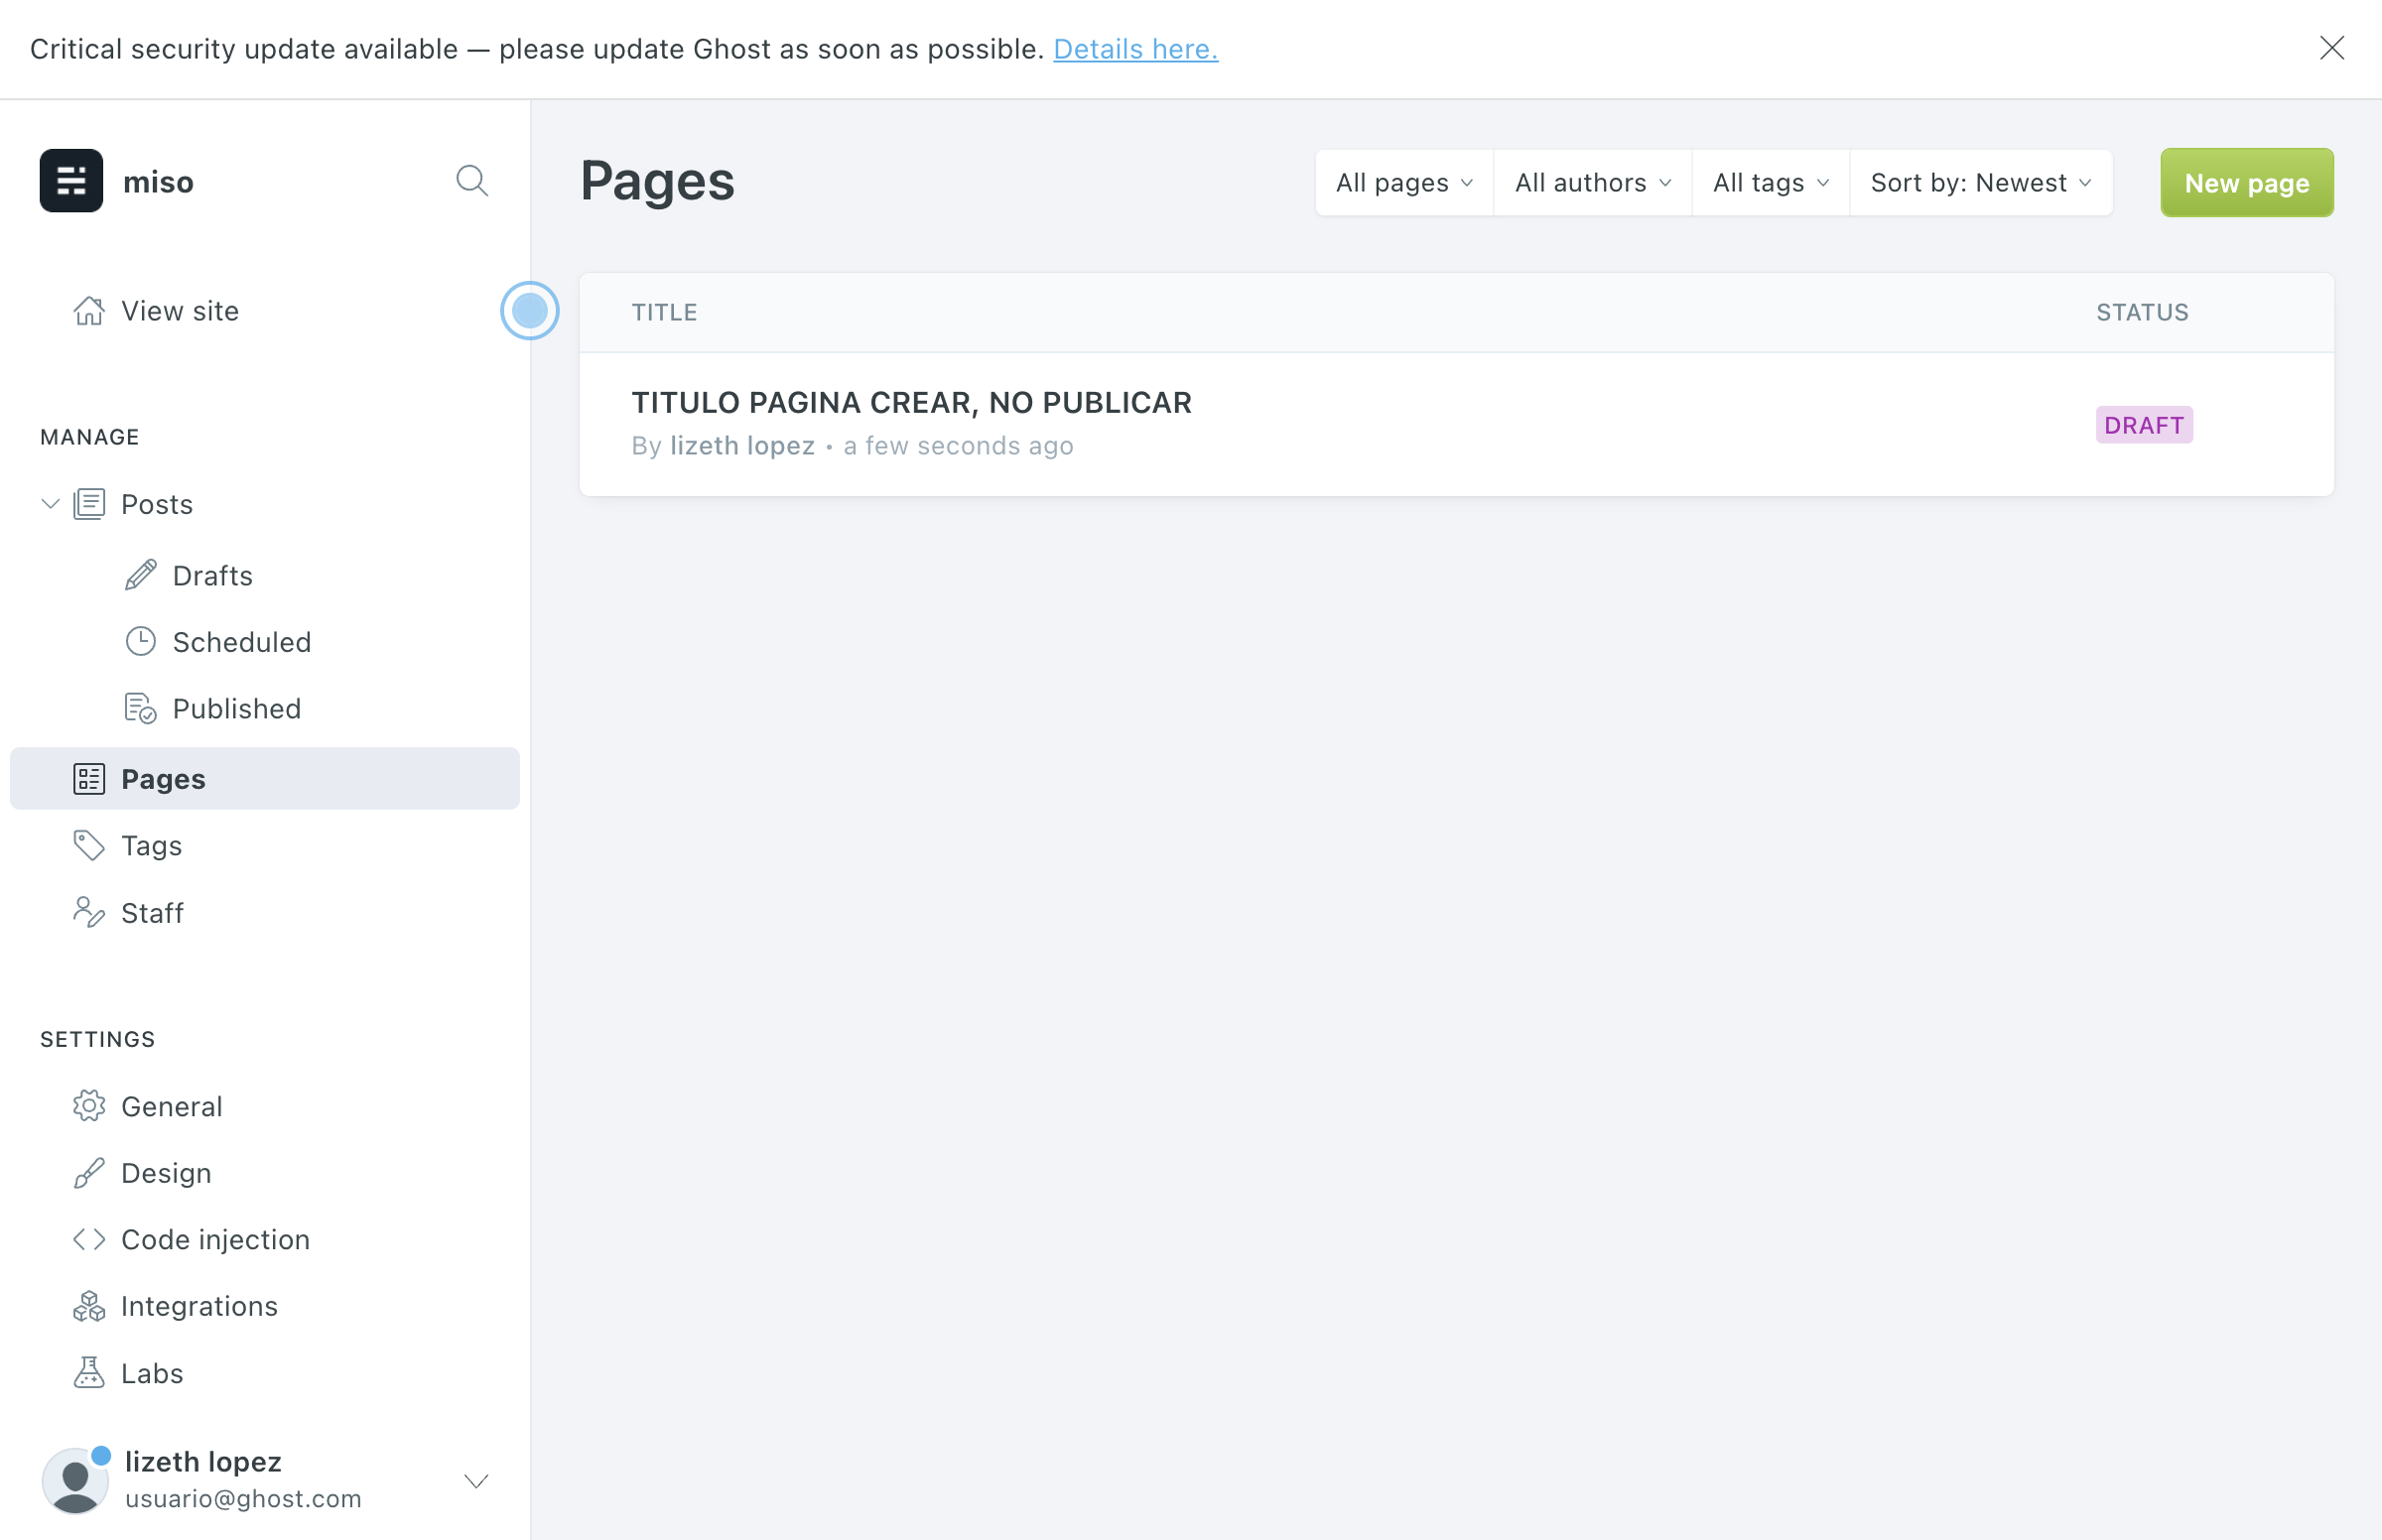 Critical security update available — please update Ghost as soon as possible. Details here.
miso
View site
MANAGE
Posts
Drafts
Scheduled
Published
Pages
Tags
Staff
SETTINGS
General
Design
Code injection
Integrations
Labs
lizeth lopez
usuario@ghost.com
Pages
All pages
All authors
All tags
Sort by: Newest
New page
TITLE
STATUS
TITULO PAGINA CREAR, NO PUBLICAR
By lizeth lopez • a few seconds ago
DRAFT